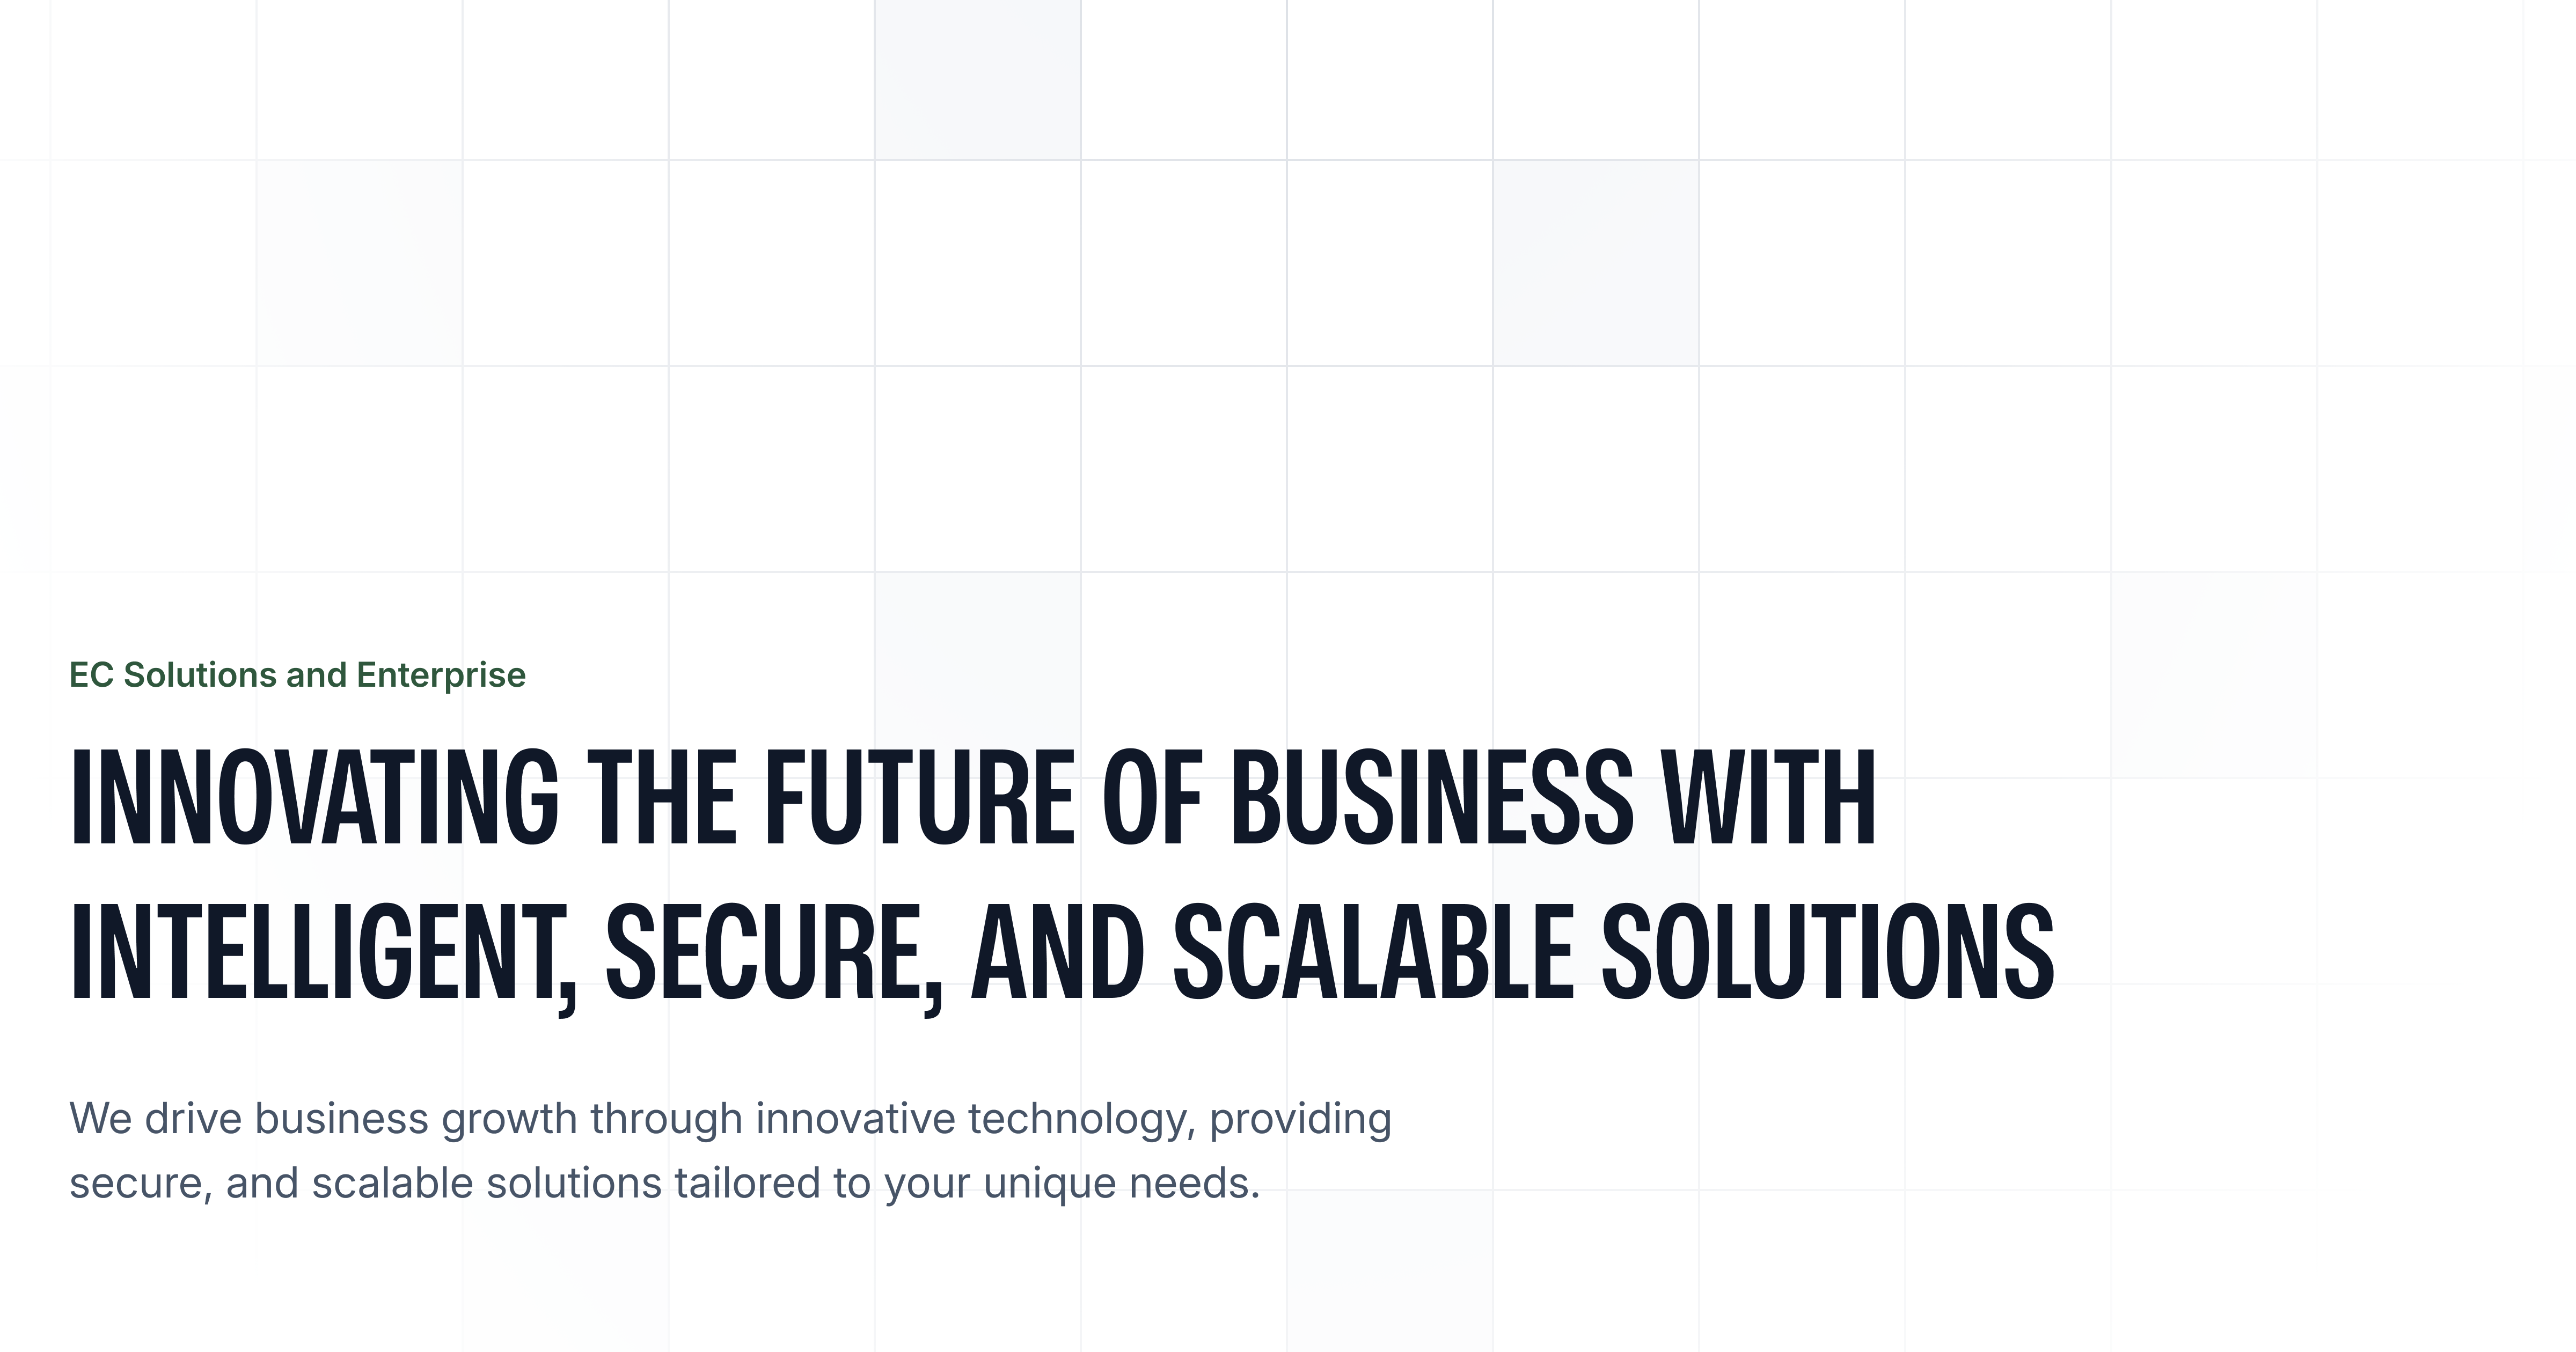 EC Solutions and Enterprise
INNOVATING THE FUTURE OF BUSINESS WITH
INTELLIGENT, SECURE, AND SCALABLE SOLUTIONS
We drive business growth through innovative technology, providing
secure, and scalable solutions tailored to your unique needs.